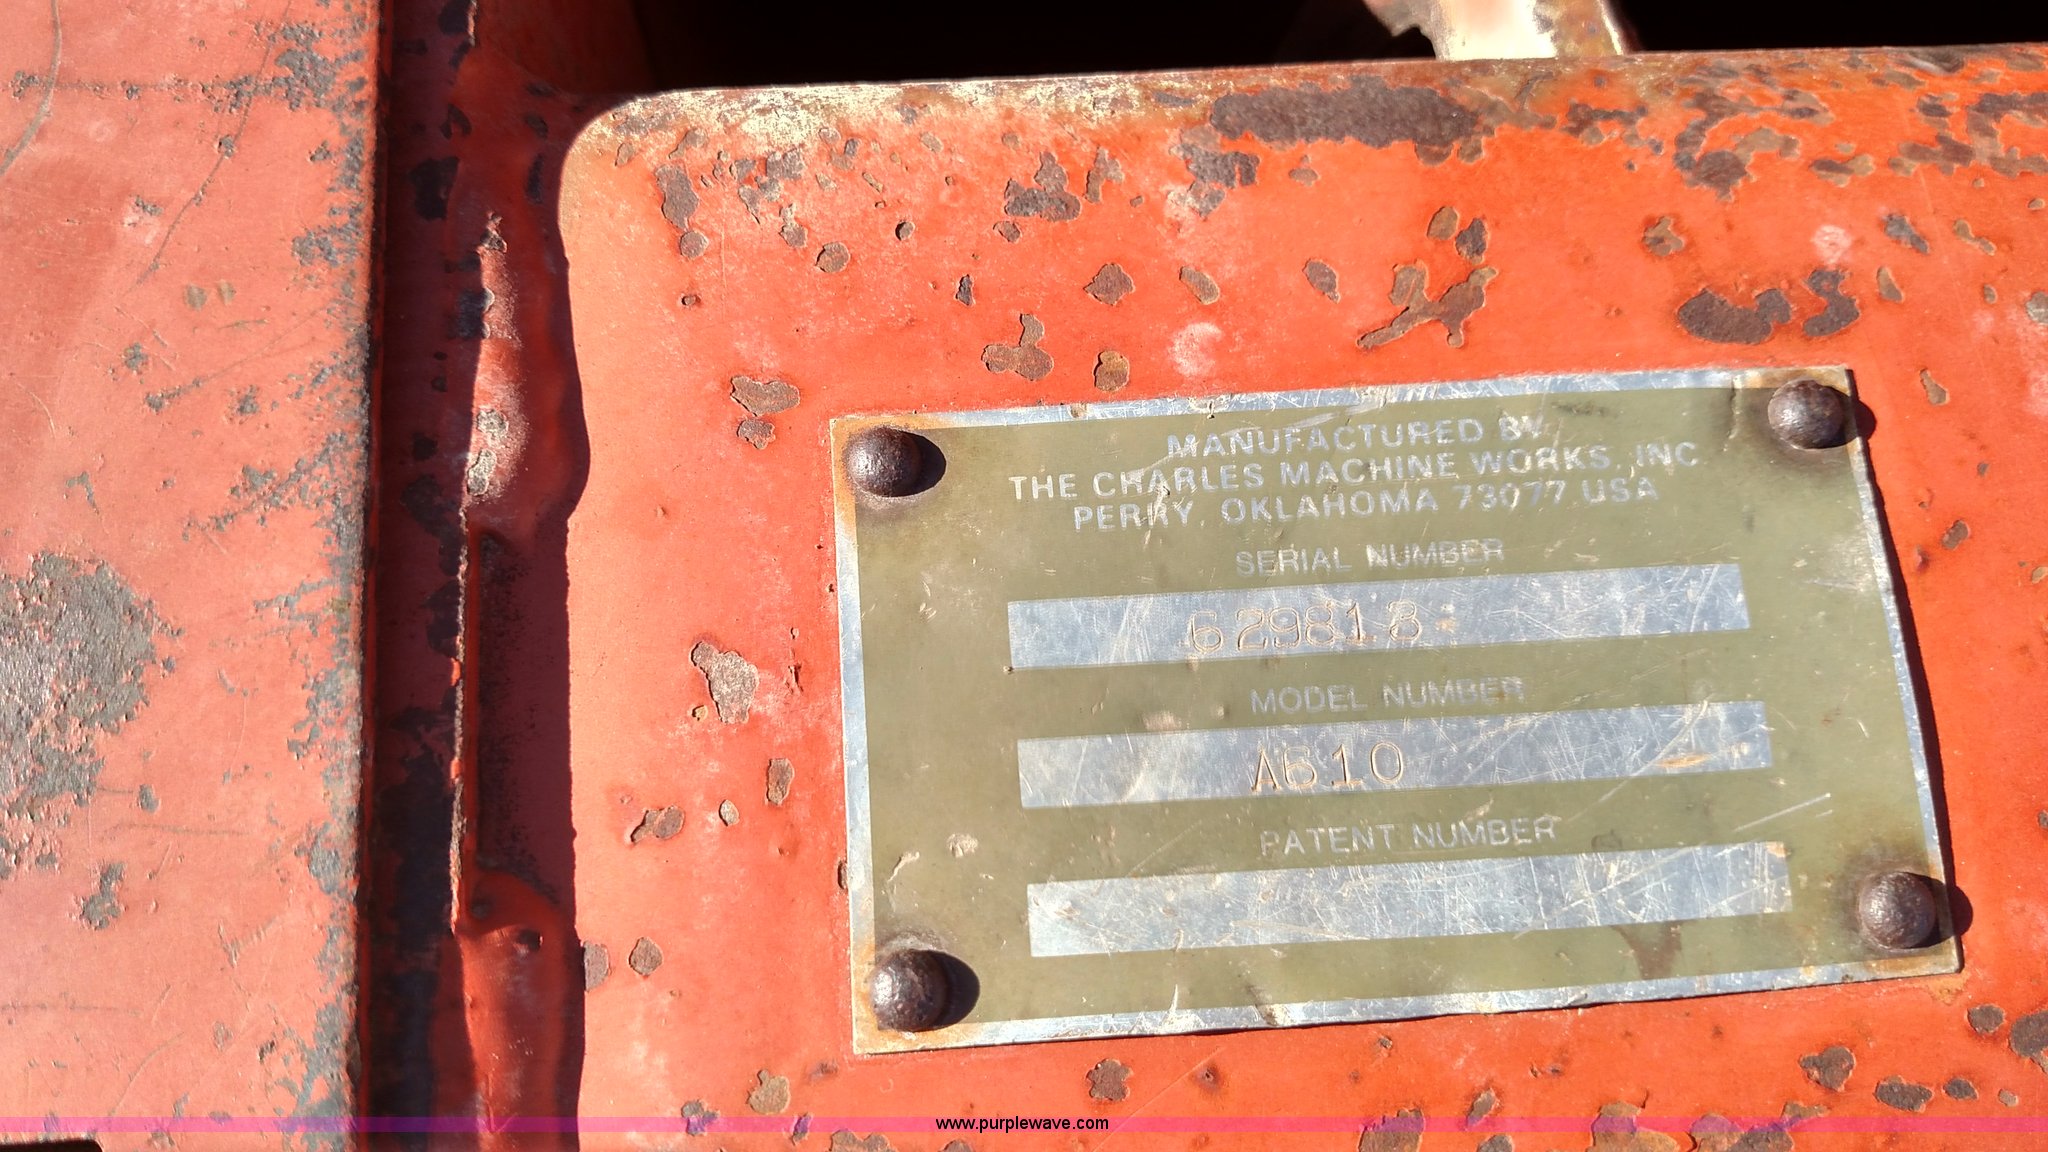 MANUFACTURED BY
THE CHARLES MACHINE WORKS, INC
PERRY, OKLAHOMA 73077 USA
SERIAL NUMBER
629813
MODEL NUMBER
A610
PATENT NUMBER
www.purplewave.com